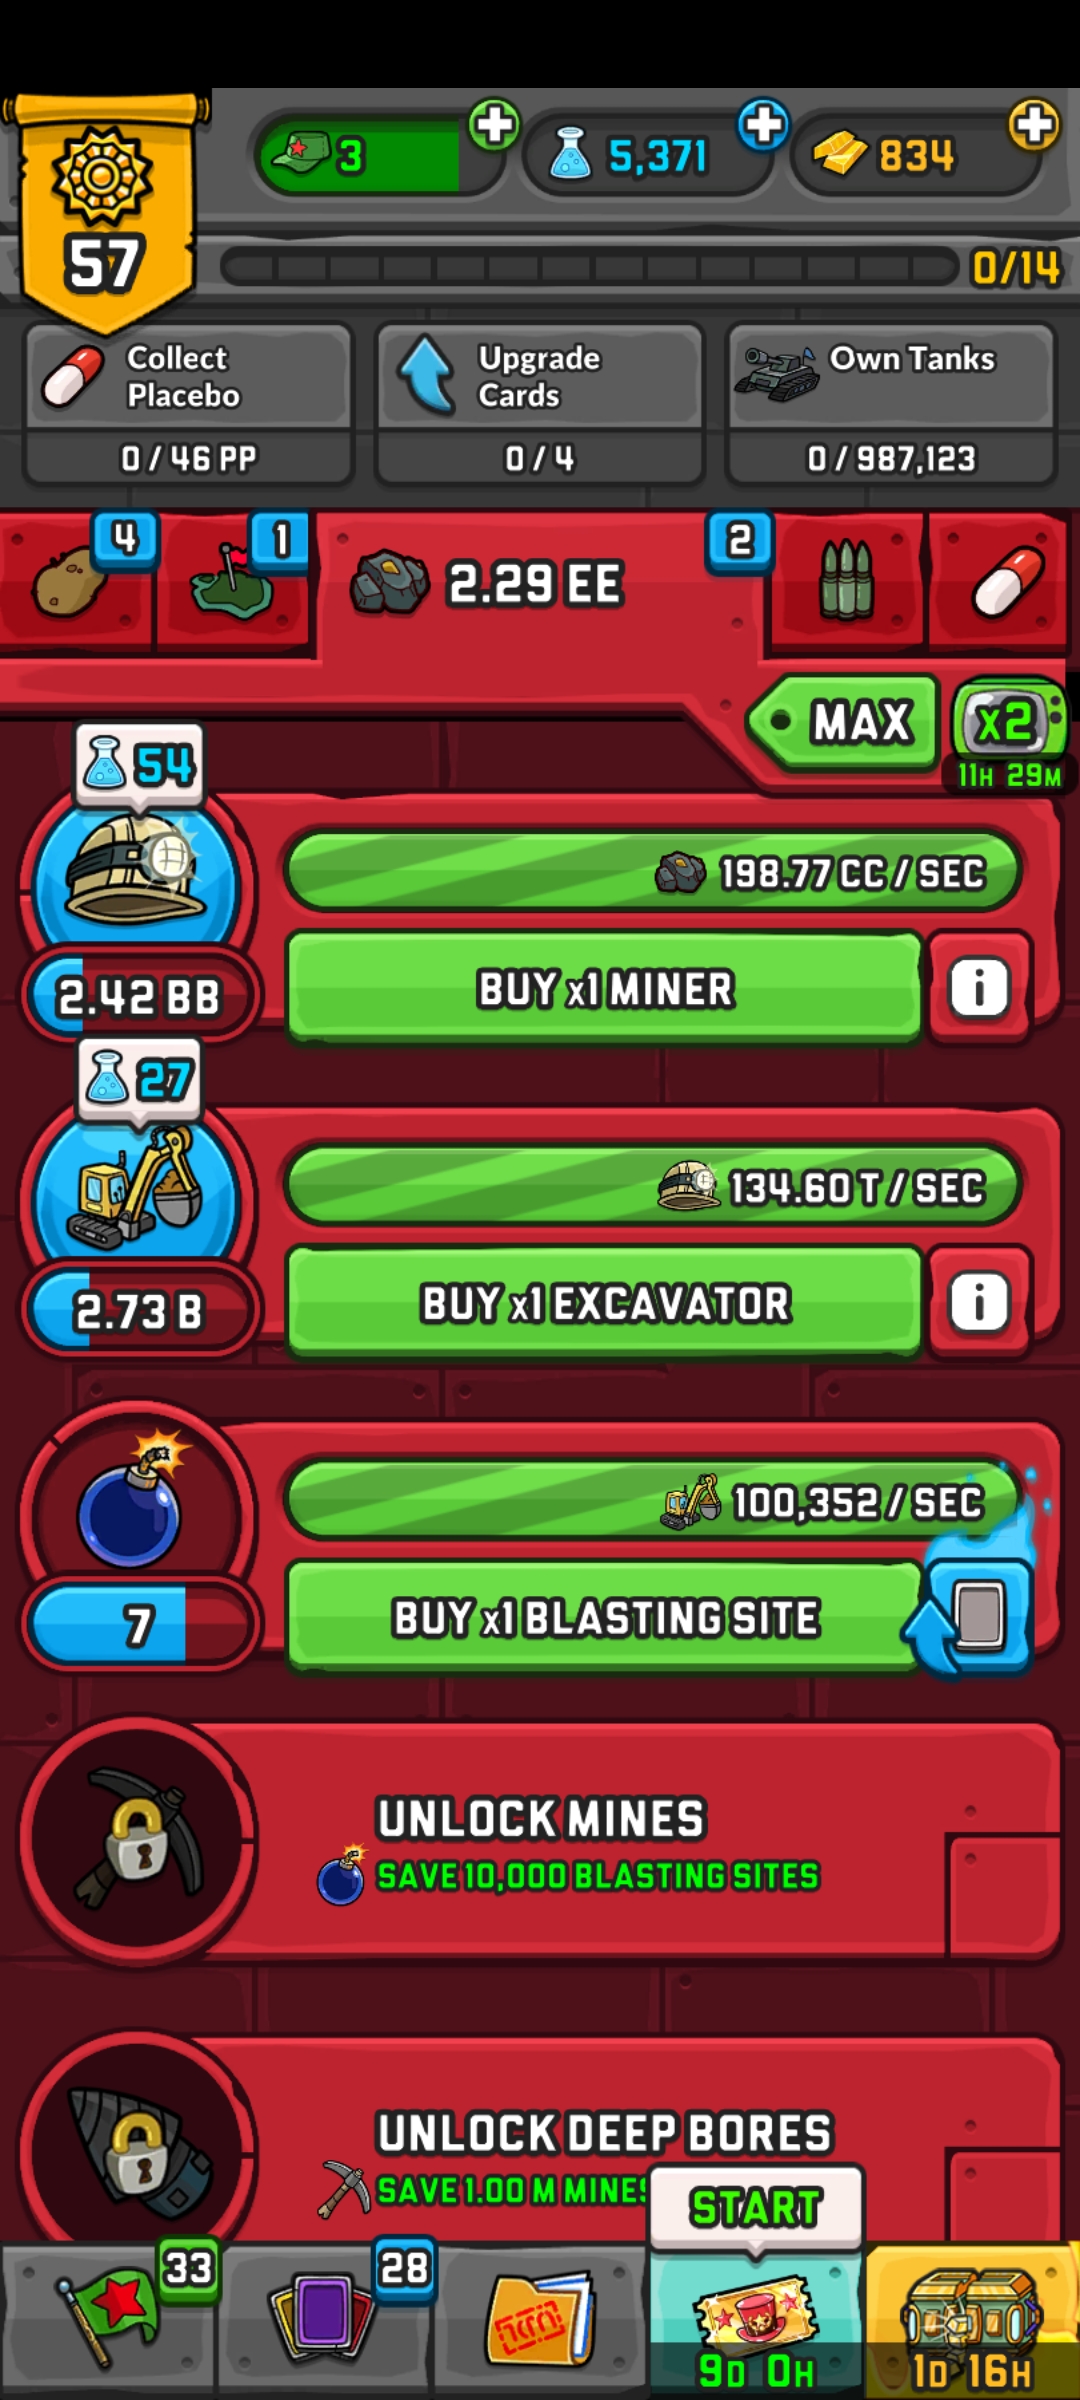 57
3
5,371
834
0/14
Collect
Placebo
0 / 46 PP
Upgrade
Cards
0 / 4
Own Tanks
0 / 987,123
4
1
2.29 EE
2
MAX
x2
11H 29M
54
198.77 CC / SEC
2.42 BB
BUY x1 MINER
i
27
134.60 T / SEC
2.73 B
BUY x1 EXCAVATOR
i
100,352 / SEC
7
BUY x1 BLASTING SITE
UNLOCK MINES
SAVE 10,000 BLASTING SITES
UNLOCK DEEP BORES
SAVE 1.00 M MINES
START
33
28
9D 0H
1D 16H